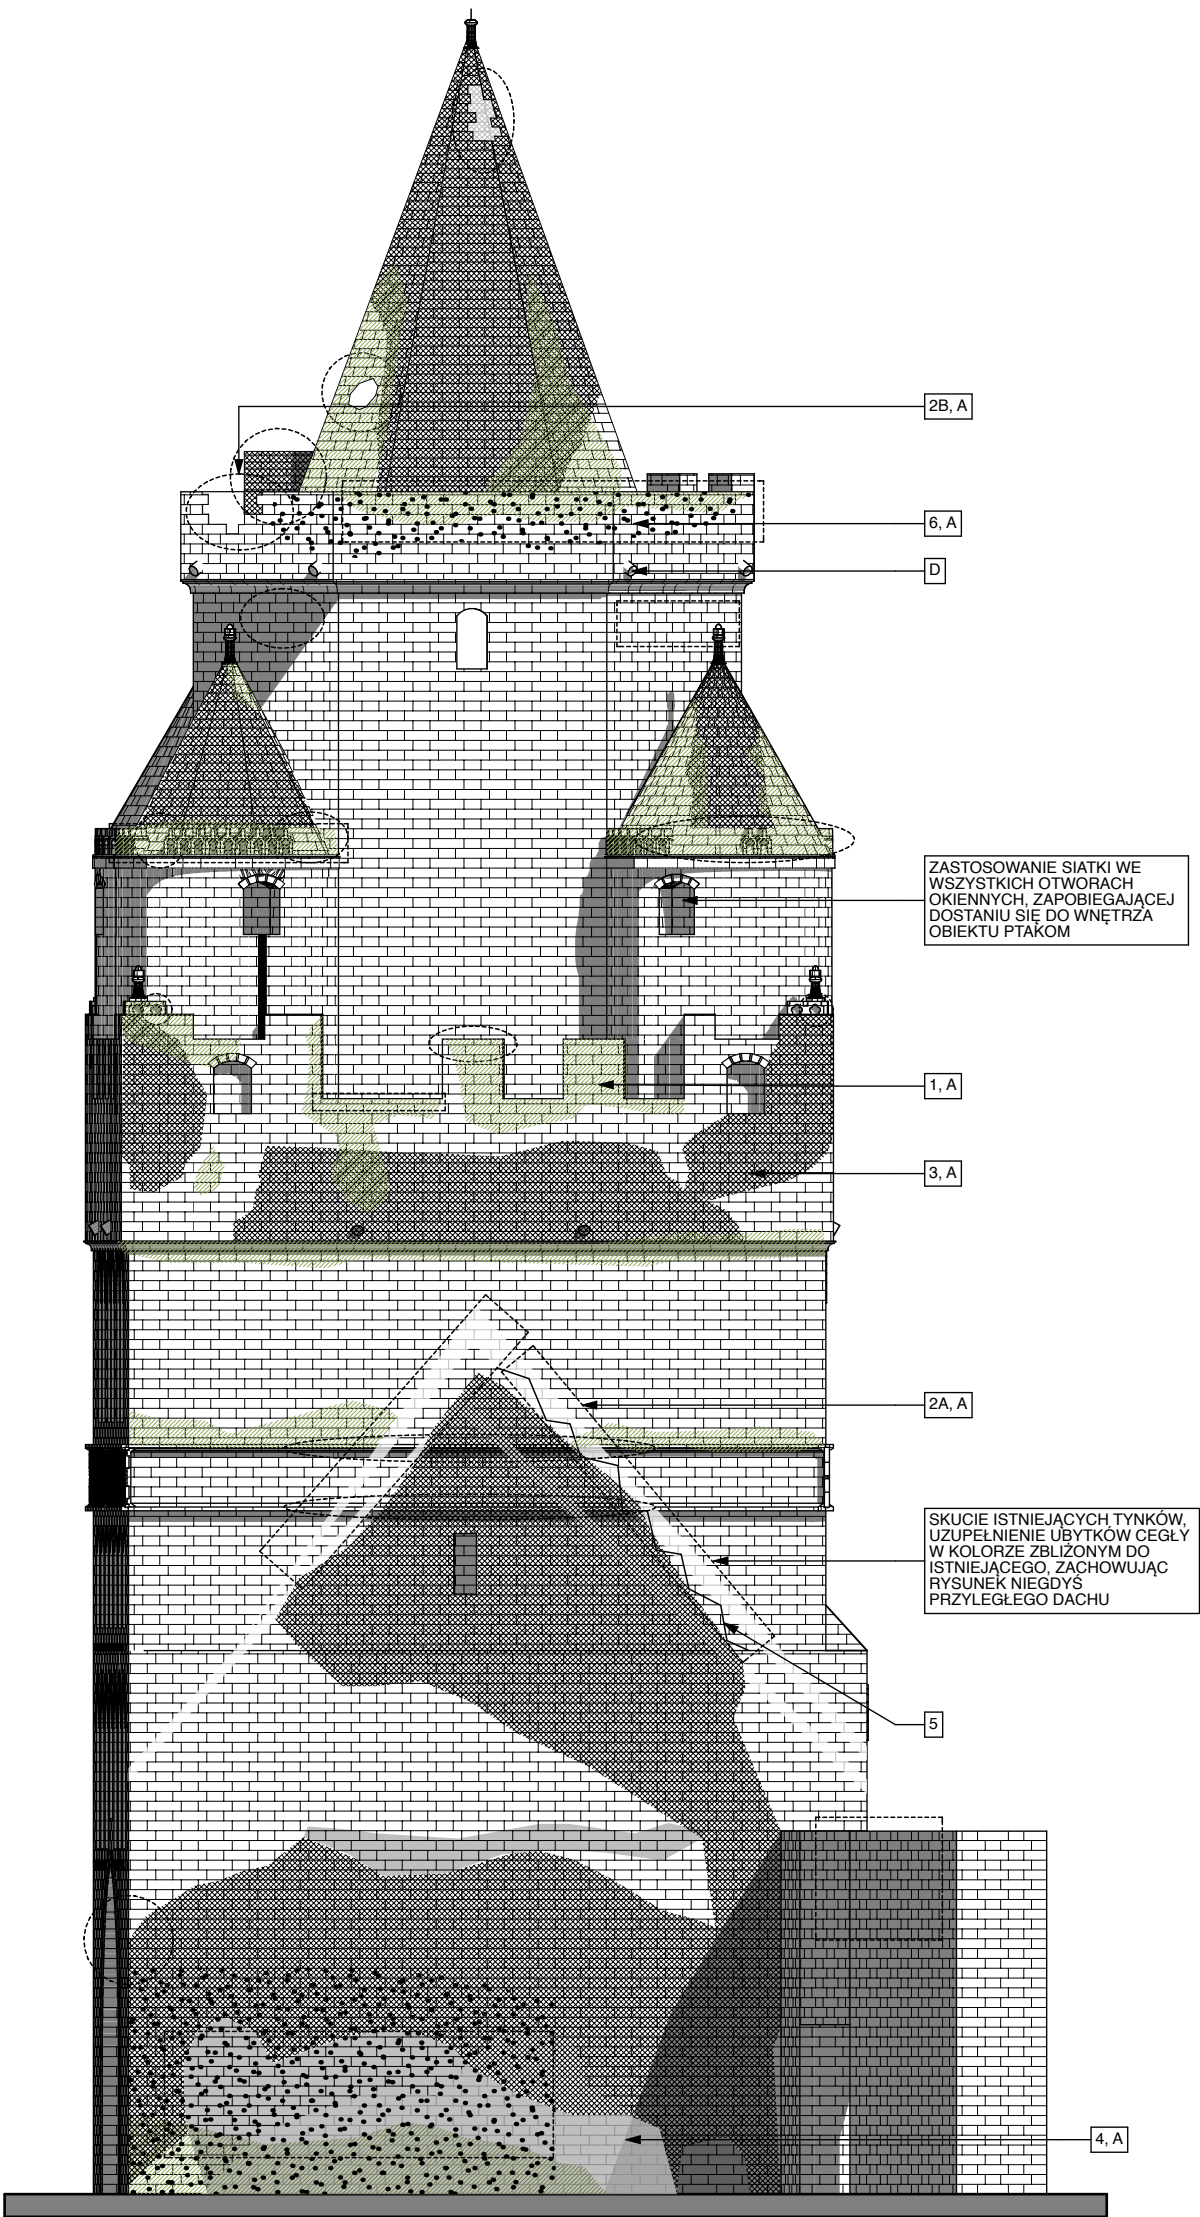 2B, A
6, A
D
ZASTOSOWANIE SIATKI WE
WSZYSTKICH OTWORACH
OKIENNYCH, ZAPOBIEGAJĄCEJ
DOSTANIU SIĘ DO WNĘTRZA
OBIEKTU PTAKOM
1, A
3, A
2A, A
SKUCIE ISTNIEJĄCYCH TYNKÓW,
UZUPEŁNIENIE UBYTKÓW CEGŁY
W KOLORZE ZBLIŻONYM DO
ISTNIEJĄCEGO, ZACHOWUJĄC
RYSUNEK NIEGDYŚ
PRZYLEGŁEGO DACHU
5
4, A